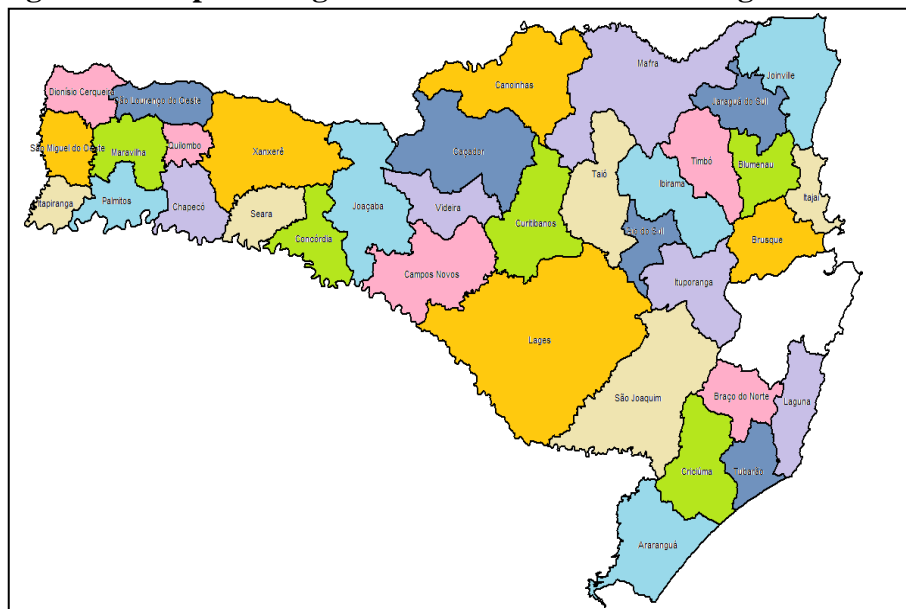 Mafra
Joinville
Canoinhas
Dionísio Cerqueira
São Lourenço do Oeste
Jaraguá do Sul
São Miguel do Oeste
Maravilha
Quilombo
Xanxerê
Caçador
Timbó
Blumenau
Taió
Ibirama
Itapiranga
Palmitos
Chapecó
Seara
Joaçaba
Videira
Itajaí
Curitibanos
Rio do Sul
Concórdia
Brusque
Campos Novos
Ituporanga
Lages
São Joaquim
Braço do Norte
Laguna
Criciúma
Tubarão
Araranguá